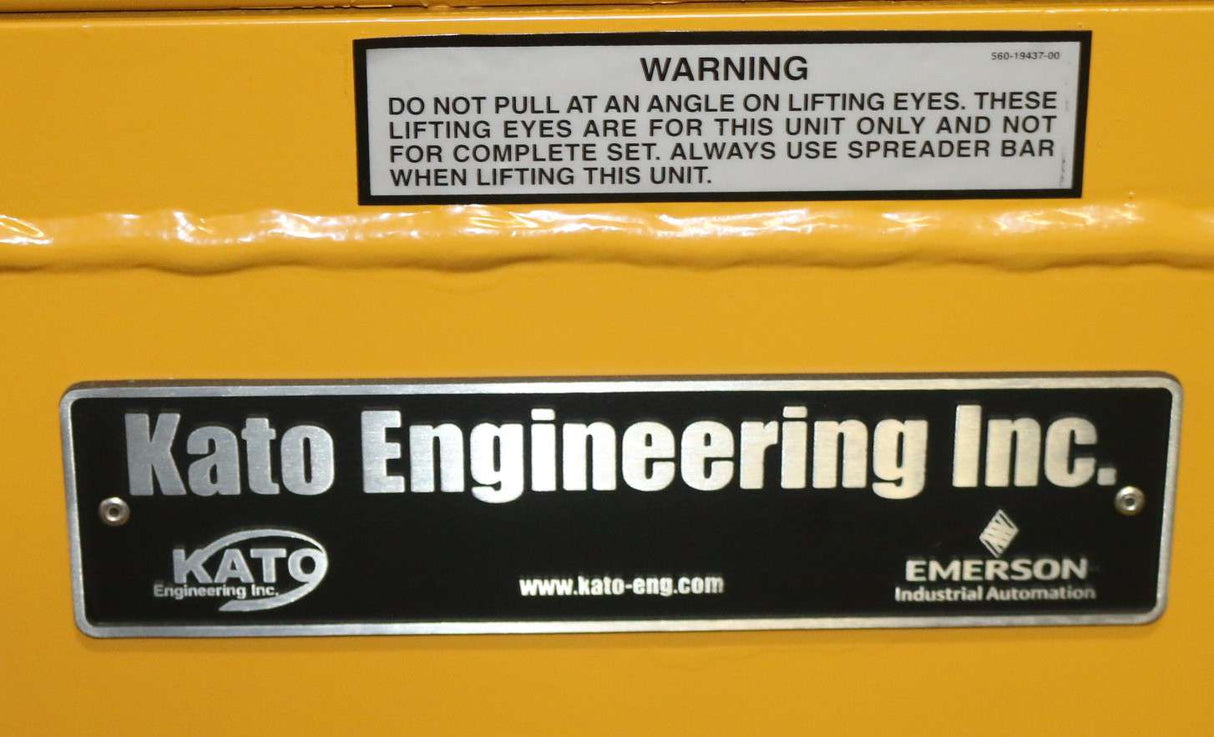 WARNING
560-19437-00
DO NOT PULL AT AN ANGLE ON LIFTING EYES. THESE
LIFTING EYES ARE FOR THIS UNIT ONLY AND NOT
FOR COMPLETE SET. ALWAYS USE SPREADER BAR
WHEN LIFTING THIS UNIT.
Kato Engineering Inc.
KATO
Engineering Inc.
www.kato-eng.com
EMERSON
Industrial Automation